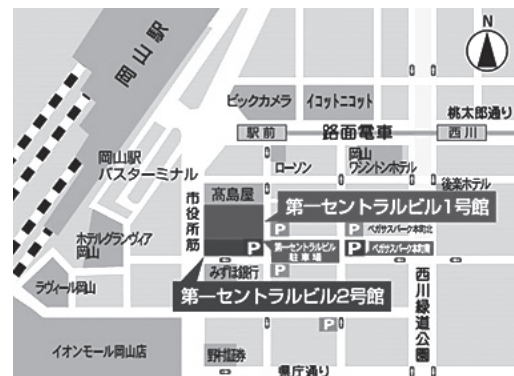 N
岡山駅
ビックカメラ
イコットニコット
桃太郎通り
駅前
路面電車
西川
岡山駅
バスターミナル
ローソン
岡山
ワシントンホテル
後楽ホテル
髙島屋
市役所筋
第一セントラルビル1号館
P
P
ペガサスパーク本町北
ホテルグランヴィア
岡山
P
第一セントラルビル
駐車場
P
ペガサスパーク本町南
みずほ銀行
P
ラヴィール岡山
第一セントラルビル2号館
西川緑道公園
P
イオンモール岡山店
野村証券
県庁通り